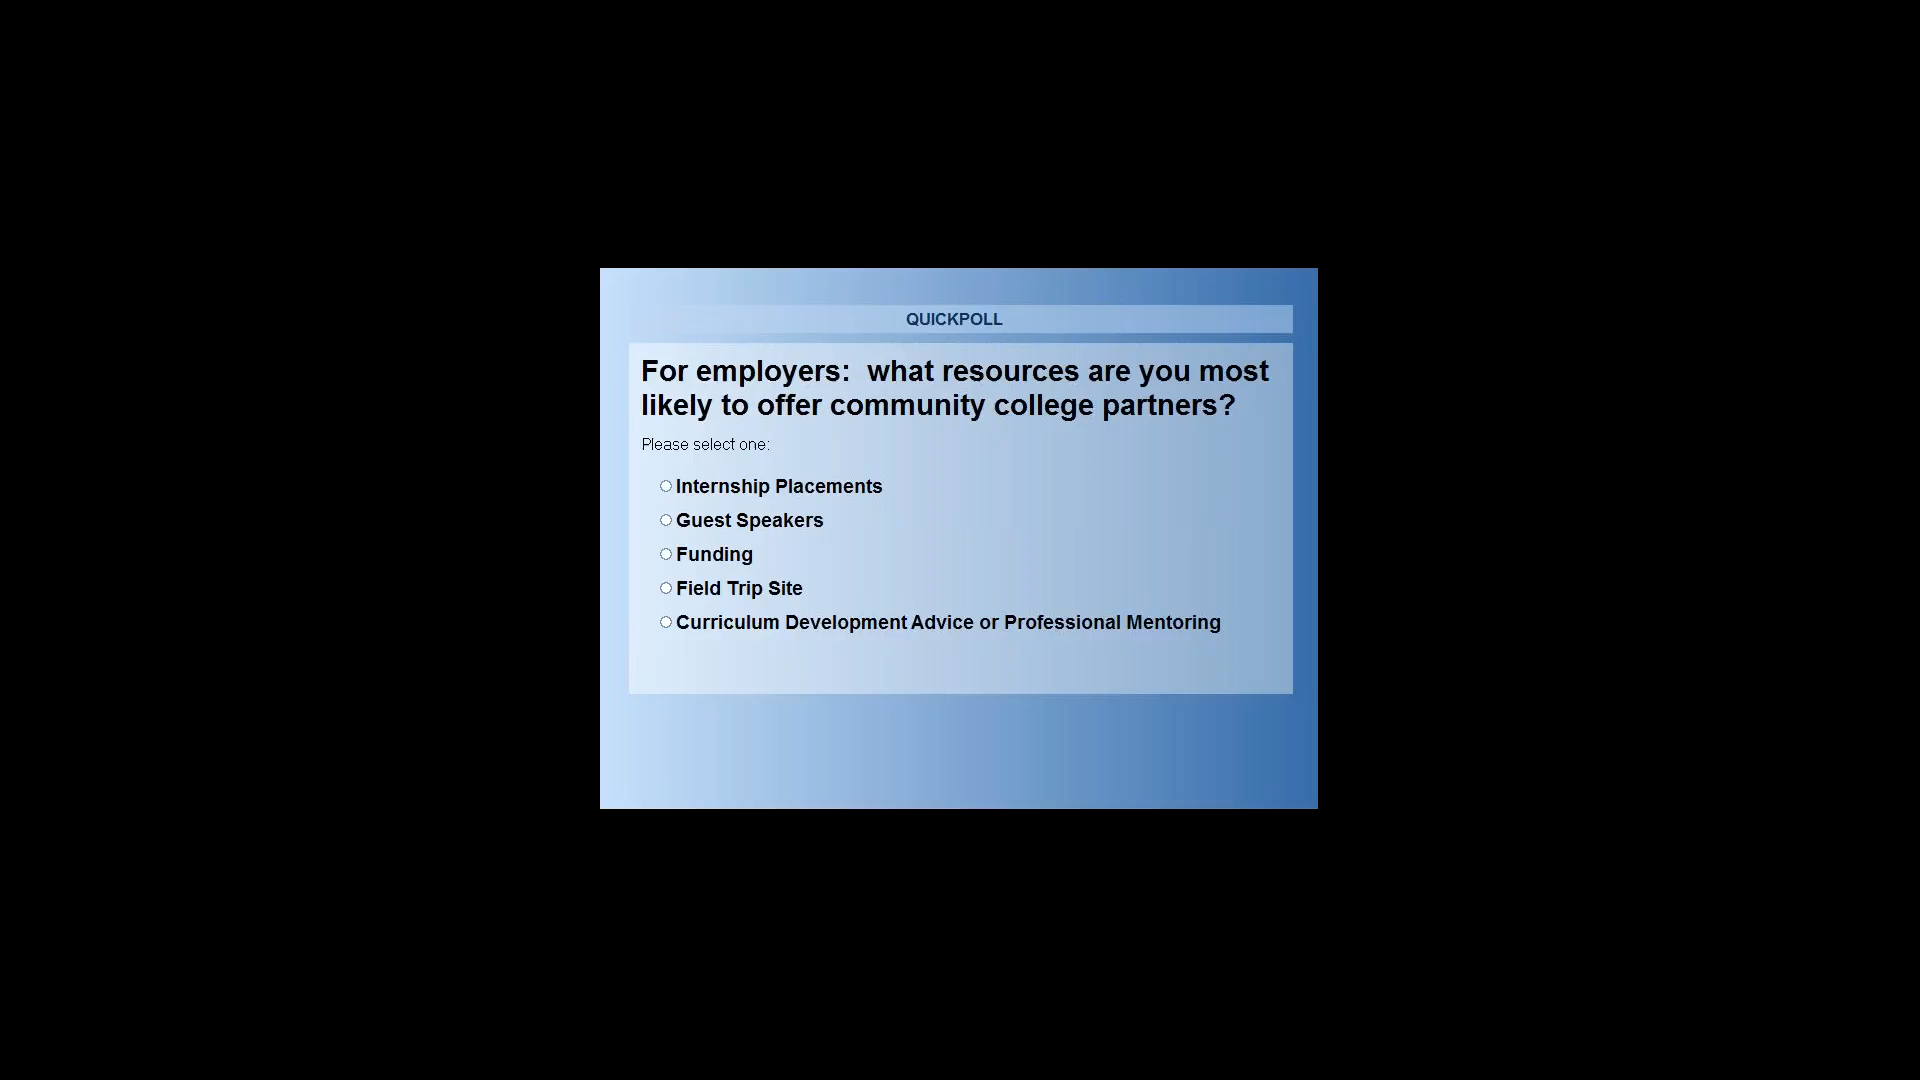 QUICKPOLL
For employers:  what resources are you most
likely to offer community college partners?
Please select one:
Internship Placements
Guest Speakers
Funding
Field Trip Site
Curriculum Development Advice or Professional Mentoring